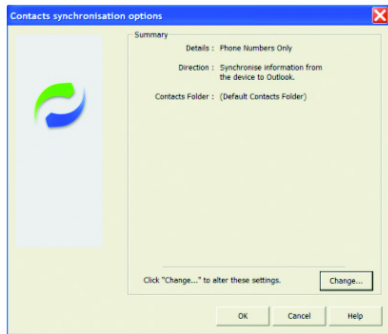 Contacts synchronisation options
Summary
Details : Phone Numbers Only
Direction : Synchronise information from
the device to Outlook.
Contacts Folder : (Default Contacts Folder)
Click "Change..." to alter these settings.
Change...
OK Cancel Help